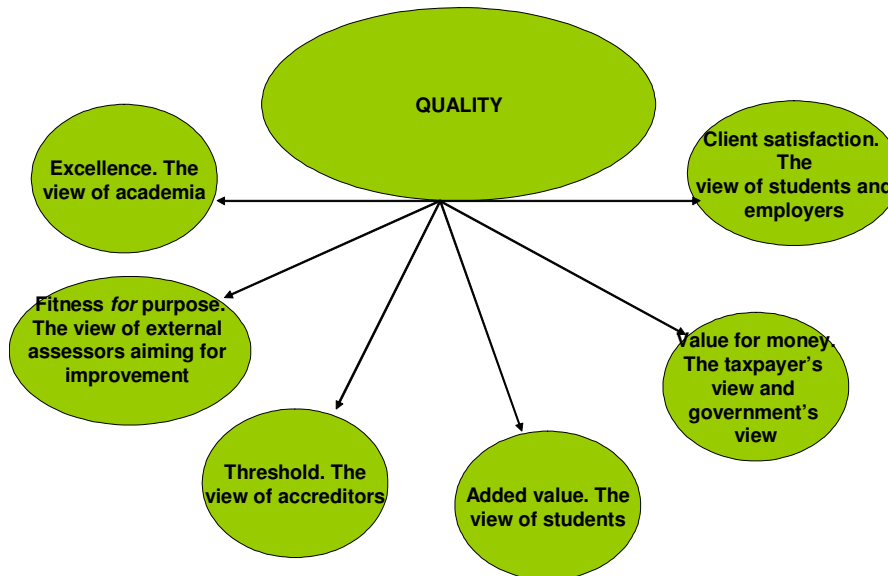 QUALITY
Excellence. The
view of academia
Client satisfaction.
The
view of students and
employers
Fitness for purpose.
The view of external
assessors aiming for
improvement
Value for money.
The taxpayer's
view and
government's
view
Threshold. The
view of accreditors
Added value. The
view of students